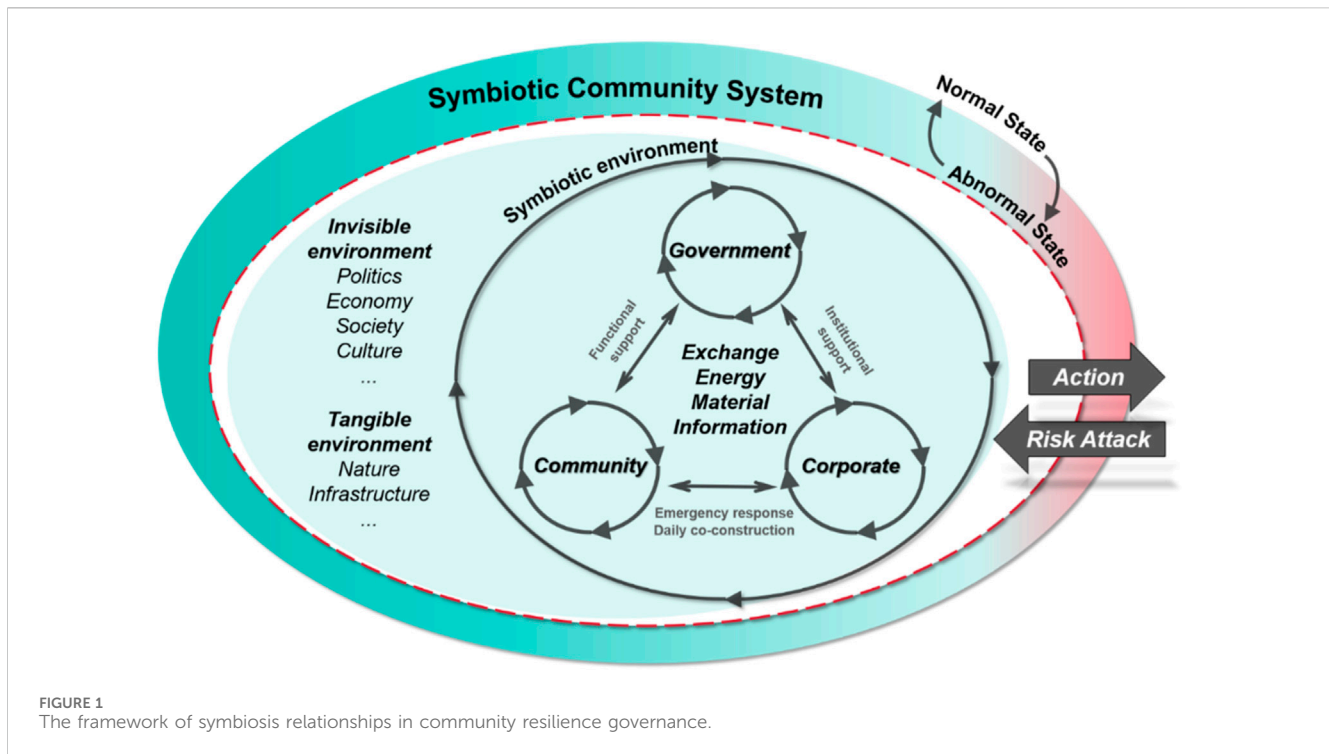 Symbiotic Community System
Normal State
Abnormal State
Symbiotic environment
Invisible
environment
Politics
Economy
Society
Culture
...
Tangible
environment
Nature
Infrastructure
...
Government
Functional
support
Institutional
support
Exchange
Energy
Material
Information
Community
Corporate
Emergency response
Daily co-construction
Action
Risk Attack
FIGURE 1
The framework of symbiosis relationships in community resilience governance.